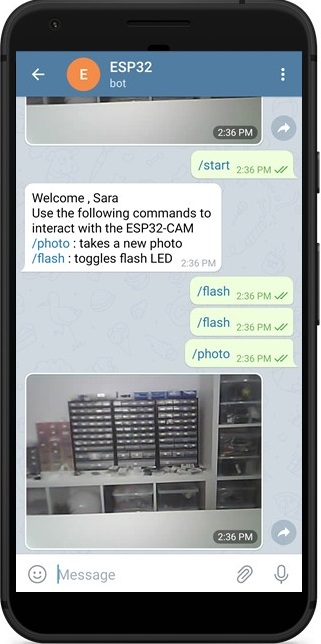 ESP32
E
bot
2:36 PM
/start 2:36 PM
Welcome , Sara
Use the following commands to
interact with the ESP32-CAM
/photo : takes a new photo
/flash : toggles flash LED 2:36 PM
/flash 2:36 PM
/flash 2:36 PM
/photo 2:36 PM
2:36 PM
Message